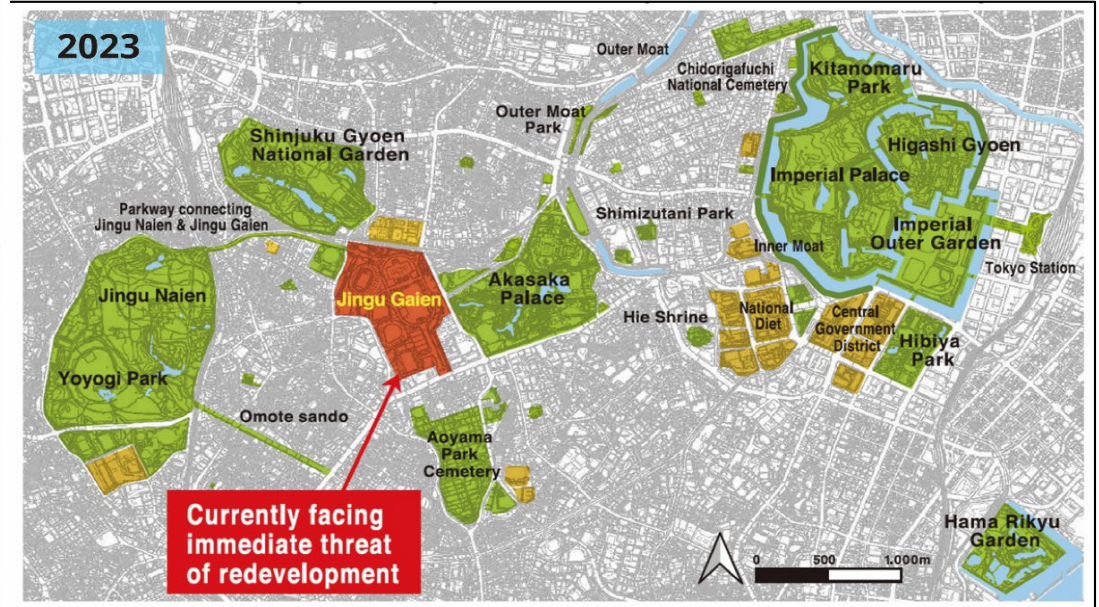 2023
Outer Moat
Chidorigafuchi
National Cemetery
Kitanomaru
Park
Outer Moat
Park
Shinjuku Gyoen
National Garden
Higashi Gyoen
Imperial Palace
Parkway connecting
Jingu Naien & Jingu Gaien
Shimizutani Park
Imperial
Outer Garden
Inner Moat
Tokyo Station
Jingu Naien
Jingu Gaien
Akasaka
Palace
Hie Shrine
National
Diet
Central
Government
District
Hibiya
Park
Yoyogi Park
Omote sando
Aoyama
Park
Cemetery
Currently facing
immediate threat
of redevelopment
Hama Rikyu
Garden
0 500 1.000m